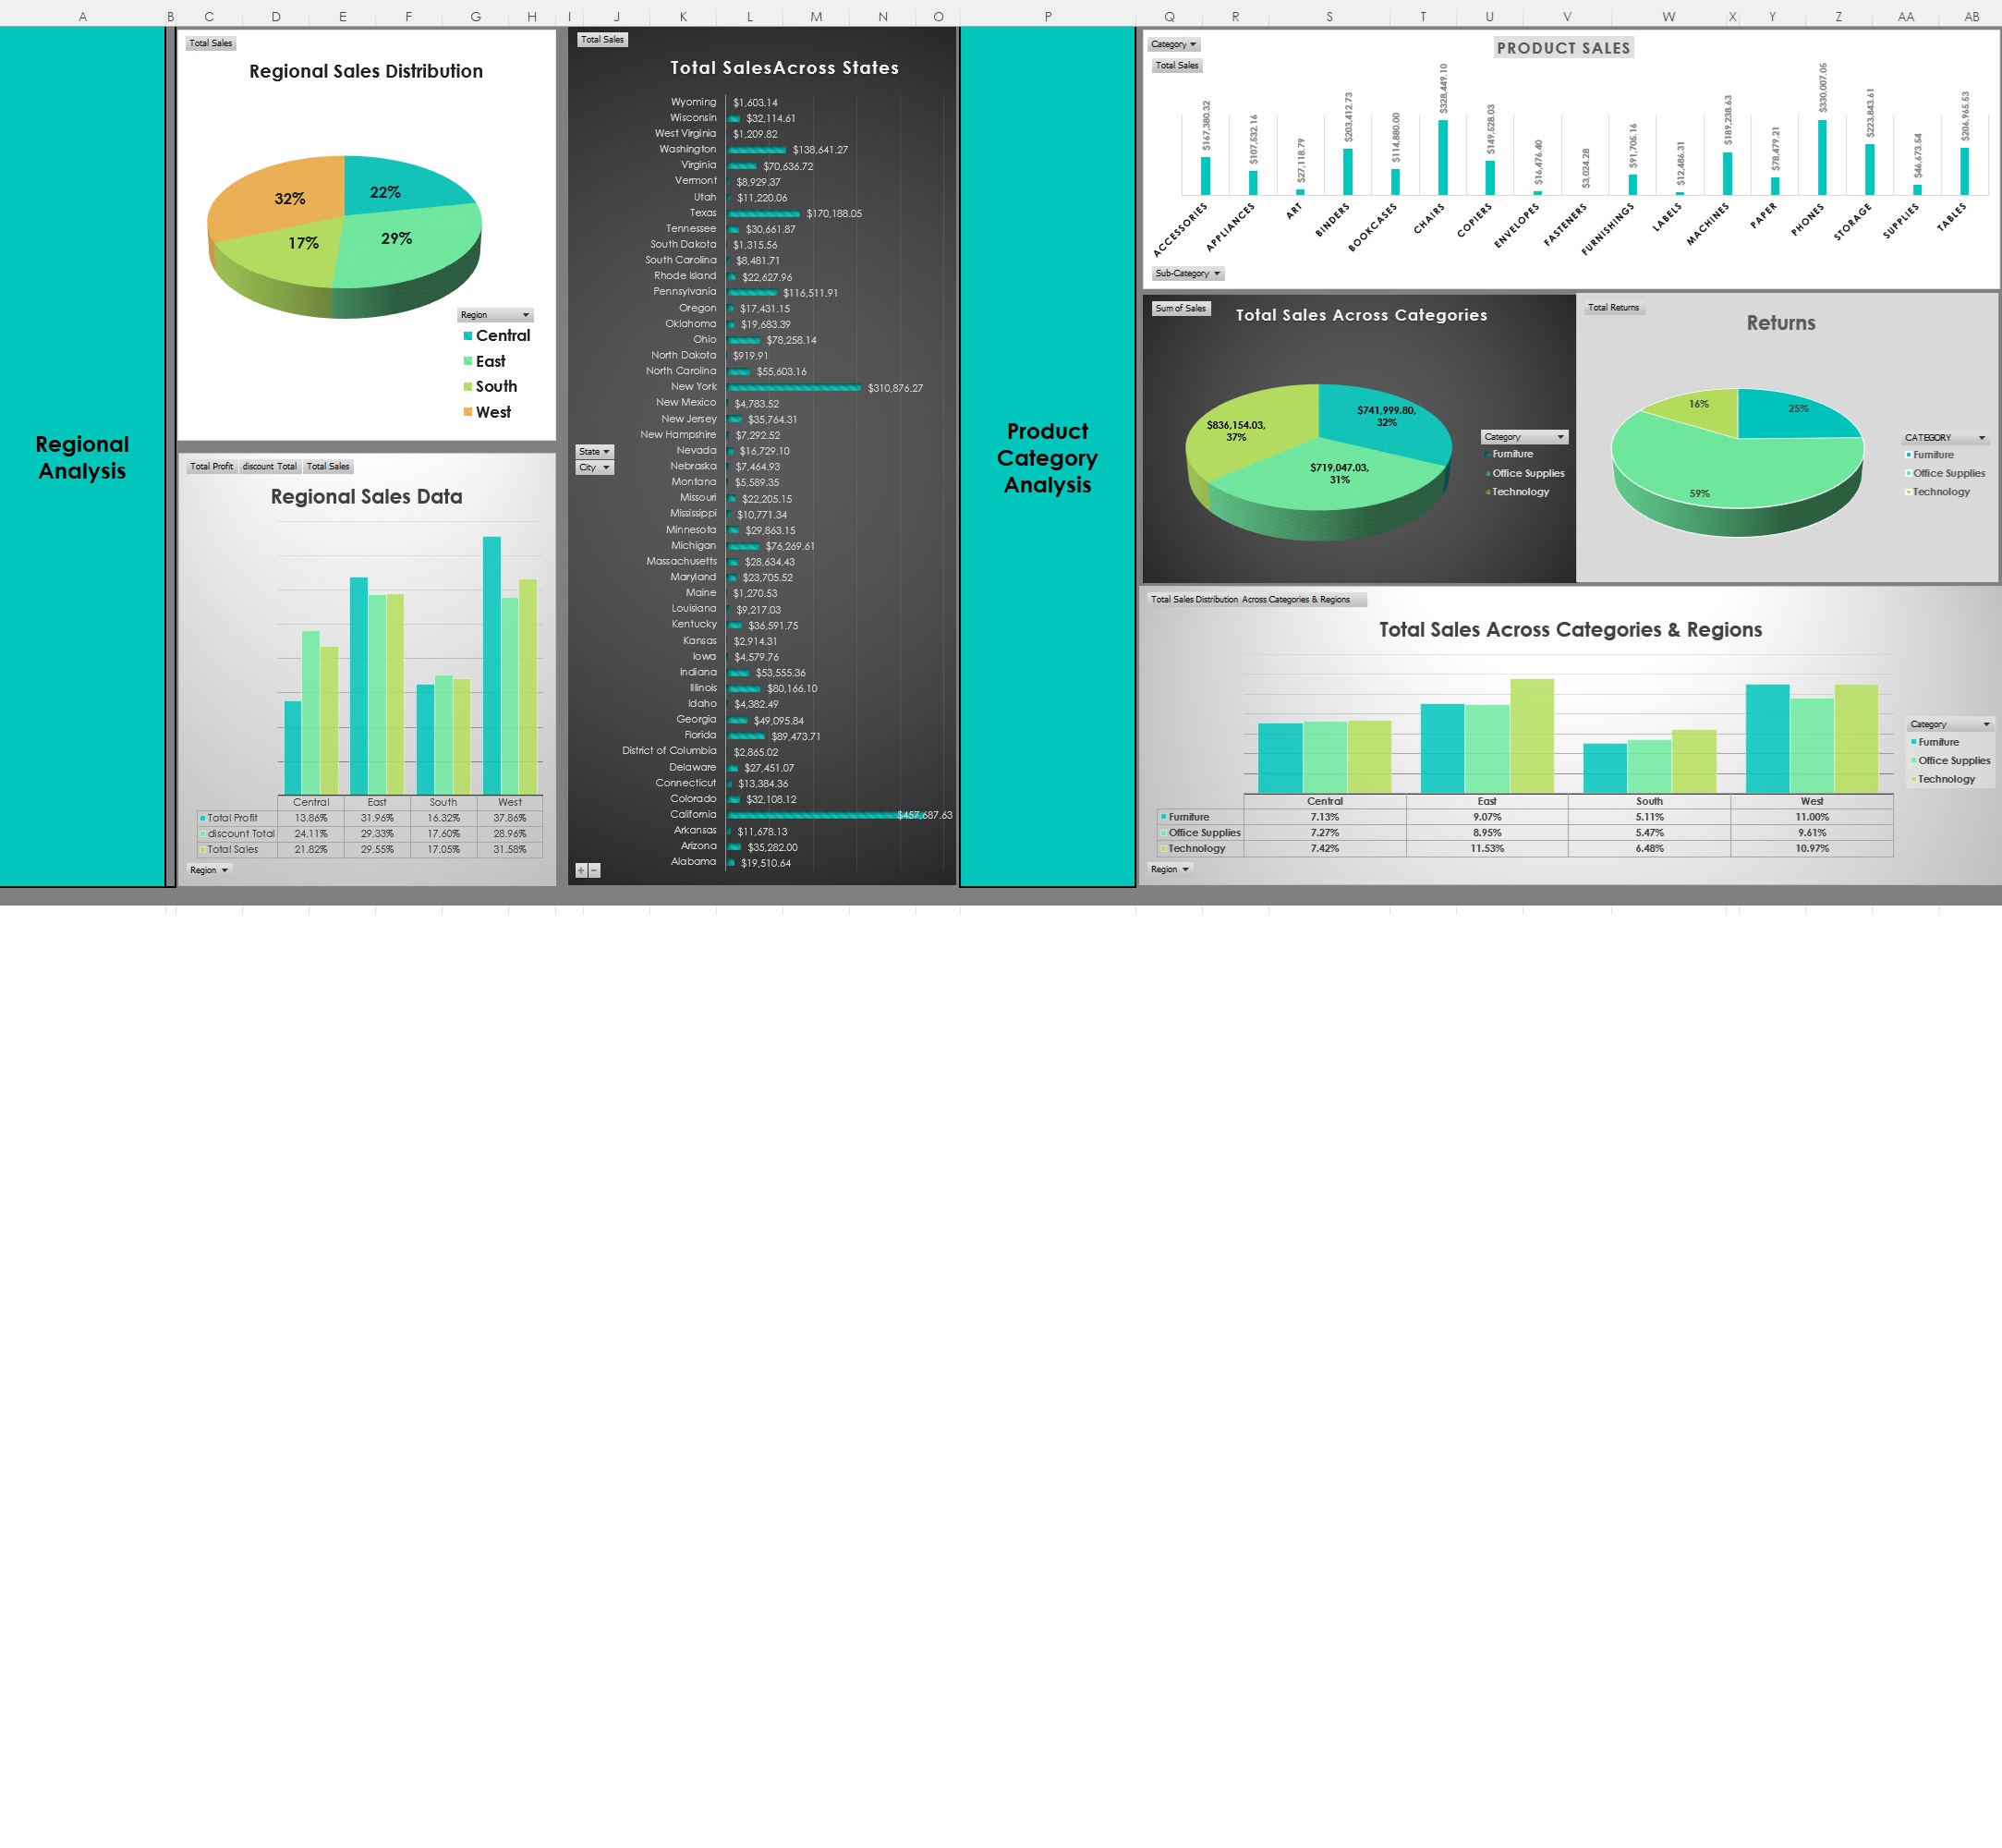 A B C D E F G H I J K L M N O P Q R S T U V W X Y Z AA AB
Regional
Analysis
Total Sales
Regional Sales Distribution
32%
22%
17%
29%
Region
Central
East
South
West
Total Profit discount Total Total Sales
Regional Sales Data
Central East South West
Total Profit 13.86% 31.96% 16.32% 37.86%
discount Total 24.11% 29.33% 17.60% 28.96%
Total Sales 21.82% 29.55% 17.05% 31.58%
Region
Total Sales
Total SalesAcross States
Wyoming $1,603.14
Wisconsin $32,114.61
West Virginia $1,209.82
Washington $138,641.27
Virginia $70,636.72
Vermont $8,929.37
Utah $11,220.06
Texas $170,188.05
Tennessee $30,661.87
South Dakota $1,315.56
South Carolina $8,481.71
Rhode Island $22,627.96
Pennsylvania $116,511.91
Oregon $17,431.15
Oklahoma $19,683.39
Ohio $78,258.14
North Dakota $919.91
North Carolina $55,603.16
New York $310,876.27
New Mexico $4,783.52
New Jersey $35,764.31
New Hampshire $7,292.52
Nevada $16,729.10
Nebraska $7,464.93
Montana $5,589.35
Missouri $22,205.15
Mississippi $10,771.34
Minnesota $29,863.15
Michigan $76,269.61
Massachusetts $28,634.43
Maryland $23,705.52
Maine $1,270.53
Louisiana $9,217.03
Kentucky $36,591.75
Kansas $2,914.31
Iowa $4,579.76
Indiana $53,555.36
Illinois $80,166.10
Idaho $4,382.49
Georgia $49,095.84
Florida $89,473.71
District of Columbia $2,865.02
Delaware $27,451.07
Connecticut $13,384.36
Colorado $32,108.12
California $457,687.63
Arkansas $11,678.13
Arizona $35,282.00
Alabama $19,510.64
State
City
+ −
Product
Category
Analysis
Category
Total Sales
PRODUCT SALES
$167,380.32 $107,532.16 $27,118.79 $203,412.73 $114,880.00 $328,449.10 $149,528.03 $16,476.40 $3,024.28 $91,705.16 $12,486.31 $189,238.63 $78,479.21 $330,007.05 $223,843.61 $46,673.54 $206,965.53
ACCESSORIES APPLIANCES ART BINDERS BOOKCASES CHAIRS COPIERS ENVELOPES FASTENERS FURNISHINGS LABELS MACHINES PAPER PHONES STORAGE SUPPLIES TABLES
Sub-Category
Sum of Sales
Total Sales Across Categories
$741,999.80,
32%
$836,154.03,
37%
$719,047.03,
31%
Category
Furniture
Office Supplies
Technology
Total Returns
Returns
16%
25%
59%
CATEGORY
Furniture
Office Supplies
Technology
Total Sales Distribution Across Categories & Regions
Total Sales Across Categories & Regions
Central East South West
Furniture 7.13% 9.07% 5.11% 11.00%
Office Supplies 7.27% 8.95% 5.47% 9.61%
Technology 7.42% 11.53% 6.48% 10.97%
Region
Category
Furniture
Office Supplies
Technology